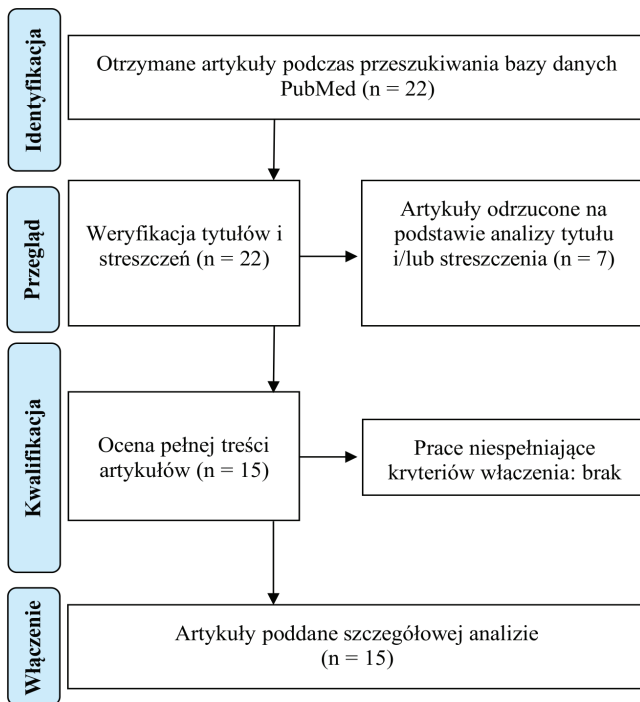 Identyfikacja
Otrzymane artykuły podczas przeszukiwania bazy danych
PubMed (n = 22)
Przegląd
Weryfikacja tytułów i
streszczeń (n = 22)
Artykuły odrzucone na
podstawie analizy tytułu
i/lub streszczenia (n = 7)
Kwalifikacja
Ocena pełnej treści
artykułów (n = 15)
Prace niespełniające
kryteriów właczenia: brak
Włączenie
Artykuły poddane szczegółowej analizie
(n = 15)